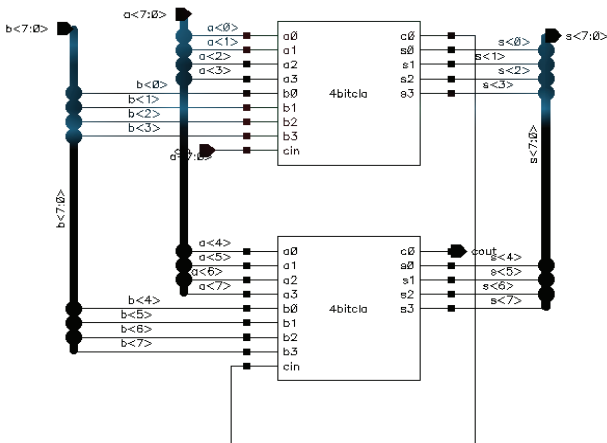 a<7:0>
b<7:0>
s<7:0>
a<0>
a<1>
a<2>
a<3>
b<0>
b<1>
b<2>
b<3>
a0
a1
a2
a3
b0
b1
b2
b3
cin
4bitcla
c0
s0
s1
s2
s3
s<0>
s<1>
s<2>
s<3>
a<7:0>
b<7:0>
s<7:0>
a<4>
a<5>
a<6>
a<7>
b<4>
b<5>
b<6>
b<7>
a0
a1
a2
a3
b0
b1
b2
b3
cin
4bitcla
c0
s0
s1
s2
s3
cout
s<4>
s<5>
s<6>
s<7>